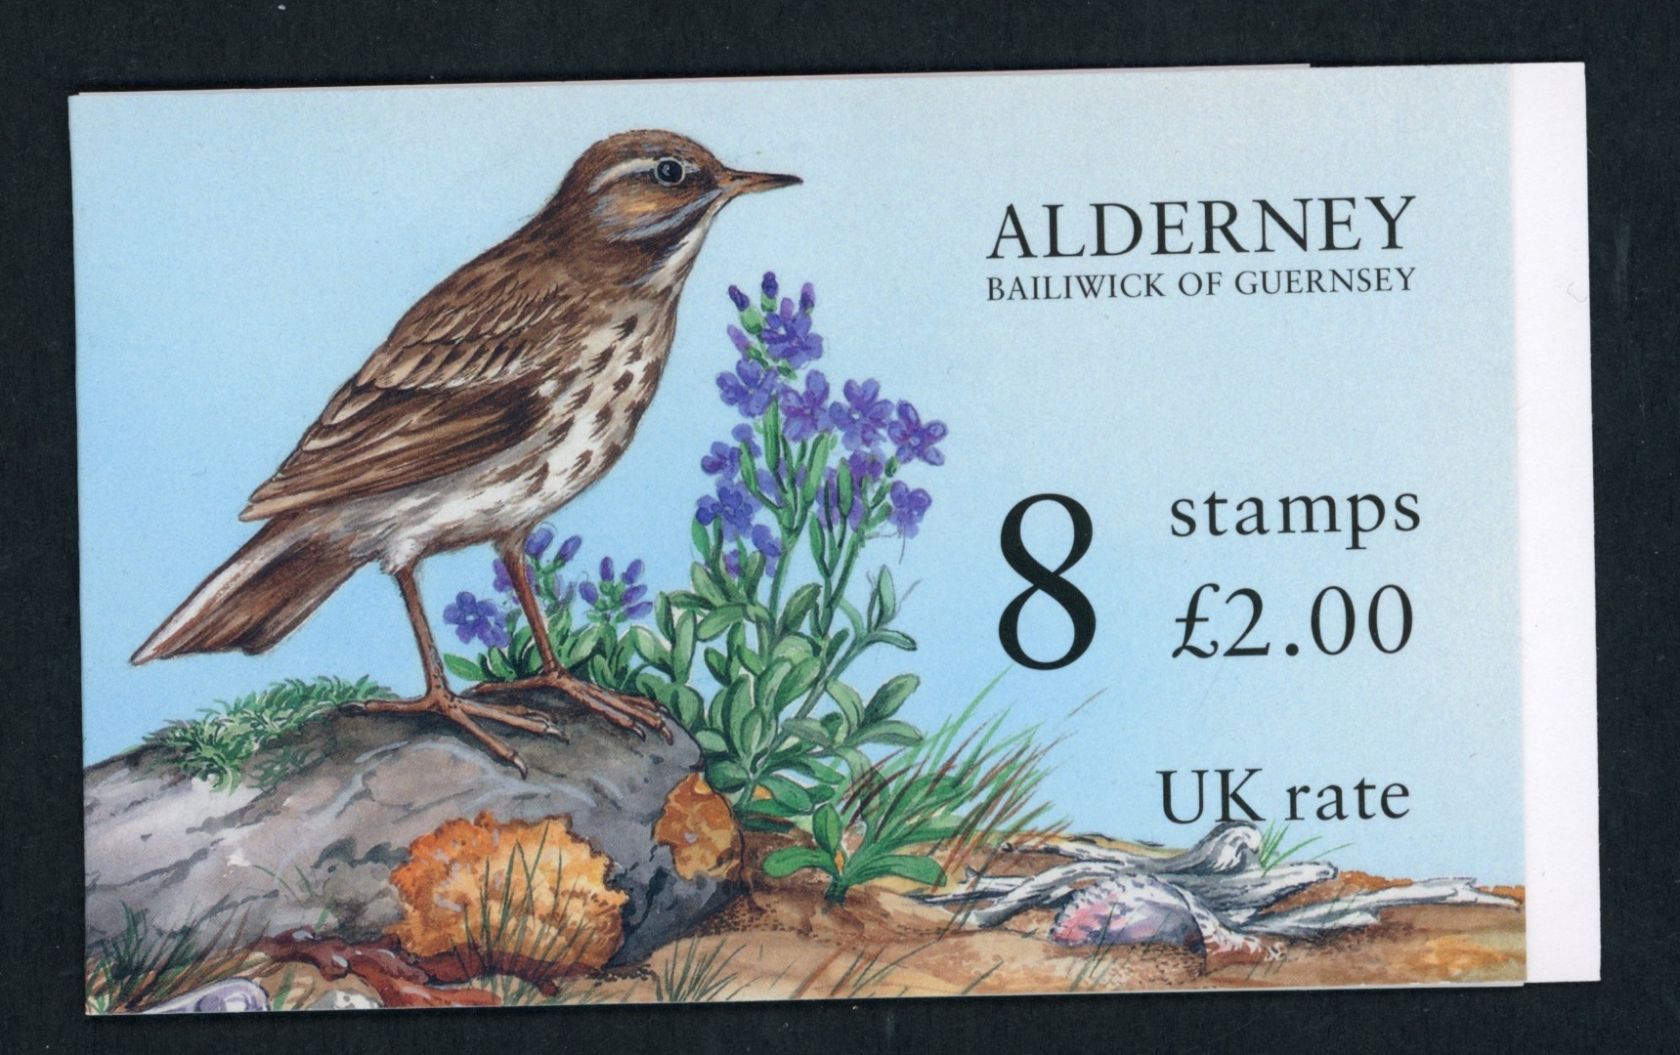 ALDERNEY
BAILIWICK OF GUERNSEY
8 stamps
£2.00
UK rate